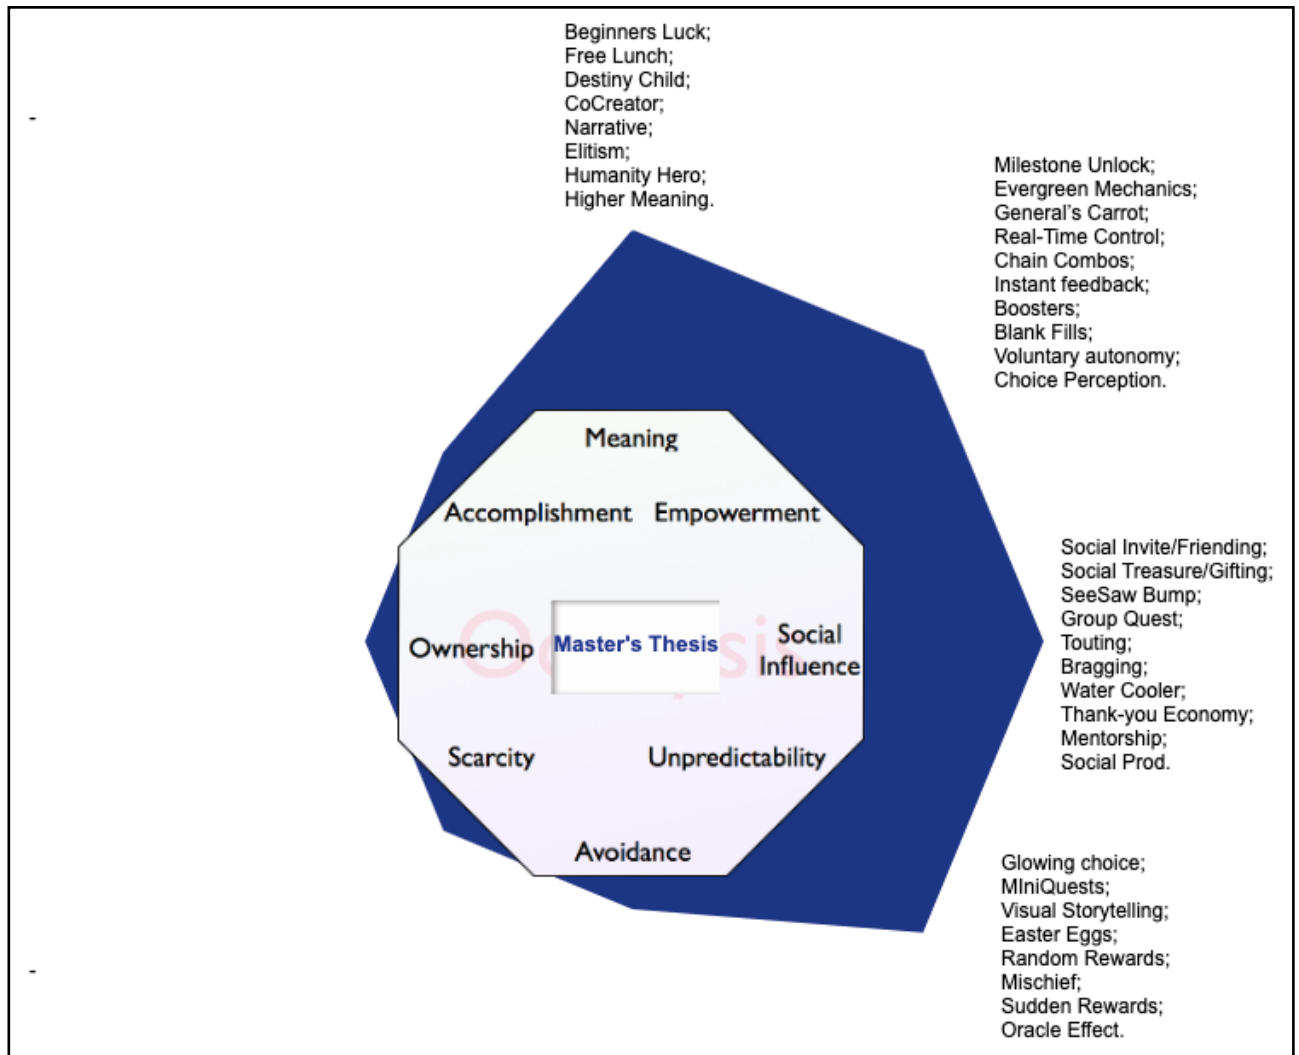 Beginners Luck;
Free Lunch;
Destiny Child;
CoCreator;
Narrative;
Elitism;
Humanity Hero;
Higher Meaning.
-
Milestone Unlock;
Evergreen Mechanics;
General's Carrot;
Real-Time Control;
Chain Combos;
Instant feedback;
Boosters;
Blank Fills;
Voluntary autonomy;
Choice Perception.
Meaning
Accomplishment
Empowerment
Ownership
Master's Thesis
Social
Influence
Scarcity
Unpredictability
Avoidance
Social Invite/Friending;
Social Treasure/Gifting;
SeeSaw Bump;
Group Quest;
Touting;
Bragging;
Water Cooler;
Thank-you Economy;
Mentorship;
Social Prod.
Glowing choice;
MIniQuests;
Visual Storytelling;
Easter Eggs;
Random Rewards;
Mischief;
Sudden Rewards;
Oracle Effect.
-